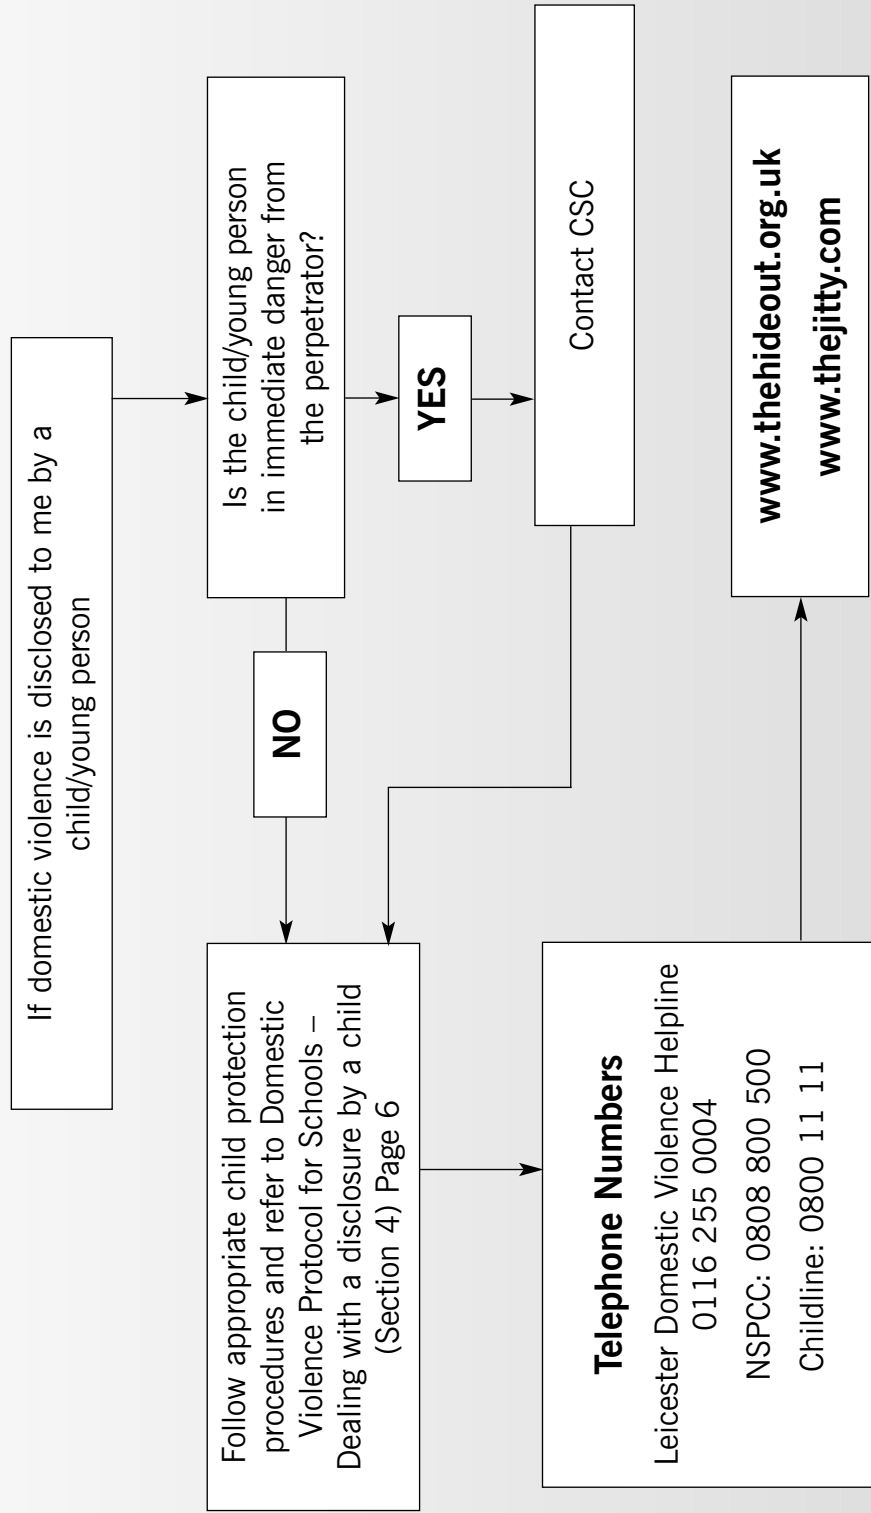 If domestic violence is disclosed to me by a
child/young person
Is the child/young person
in immediate danger from
the perpetrator?
NO
YES
Contact CSC
Follow appropriate child protection
procedures and refer to Domestic
Violence Protocol for Schools –
Dealing with a disclosure by a child
(Section 4) Page 6
Telephone Numbers
Leicester Domestic Violence Helpline
0116 255 0004
NSPCC: 0808 800 500
Childline: 0800 11 11
www.thehideout.org.uk
www.thejitty.com